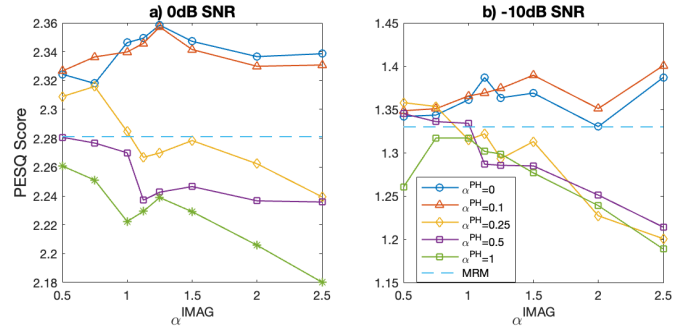 a) 0dB SNR
b) -10dB SNR
PESQ Score
2.36
2.34
2.32
2.3
2.28
2.26
2.24
2.22
2.2
2.18
0.5
1
1.5
2
2.5
α^IMAG
1.45
1.4
1.35
1.3
1.25
1.2
1.15
0.5
1
1.5
2
2.5
α^IMAG
α^PH=0
α^PH=0.1
α^PH=0.25
α^PH=0.5
α^PH=1
MRM